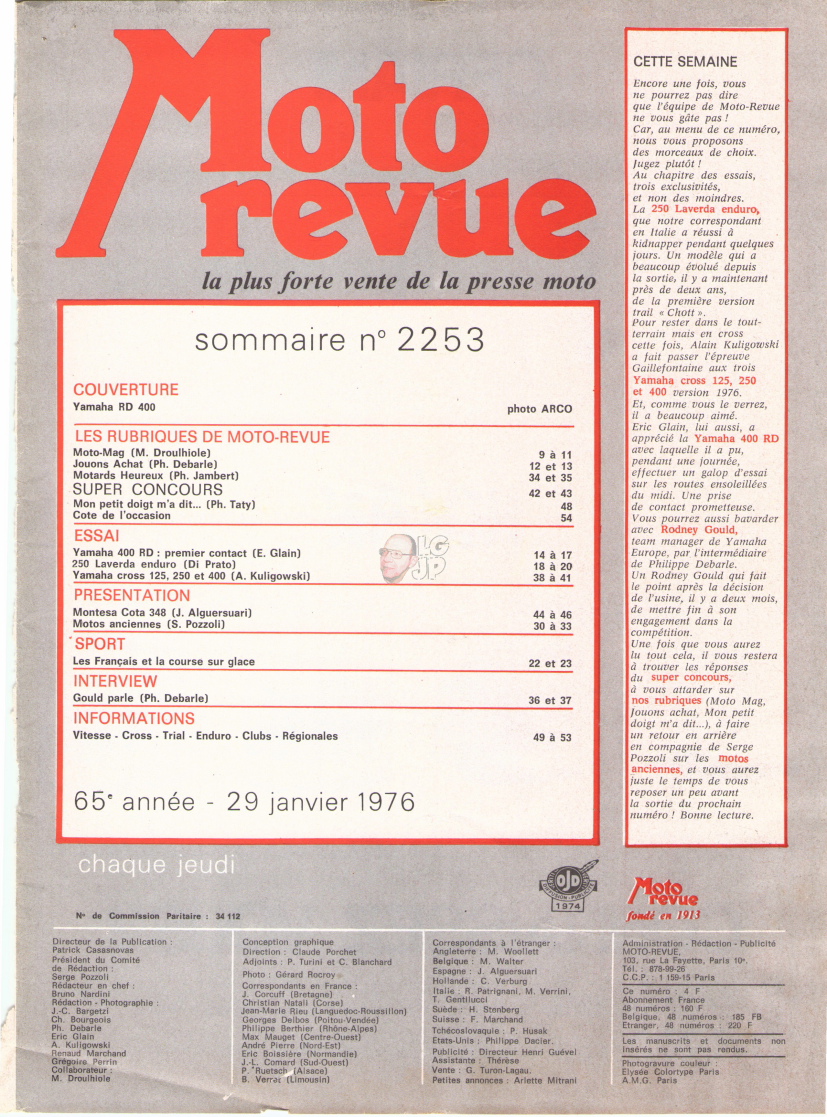 Moto
revue
la plus forte vente de la presse moto
sommaire n° 2253
COUVERTURE
Yamaha RD 400 photo ARCO
LES RUBRIQUES DE MOTO-REVUE
Moto-Mag (M. Droulhiole) 9 à 11
Jouons Achat (Ph. Debarle) 12 et 13
Motards Heureux (Ph. Jambert) 34 et 35
SUPER CONCOURS 42 et 43
Mon petit doigt m'a dit... (Ph. Taty) 48
Cote de l'occasion 54
ESSAI
Yamaha 400 RD : premier contact (E. Glain) 14 à 17
250 Laverda enduro (Di Prato) 18 à 20
Yamaha cross 125, 250 et 400 (A. Kuligowski) 38 à 41
PRESENTATION
Montesa Cota 348 (J. Alguersuari) 44 à 46
Motos anciennes (S. Pozzoli) 30 à 33
SPORT
Les Français et la course sur glace 22 et 23
INTERVIEW
Gould parle (Ph. Debarle) 36 et 37
INFORMATIONS
Vitesse - Cross - Trial - Enduro - Clubs - Régionales 49 à 53
65e année - 29 janvier 1976
LG
JP
CETTE SEMAINE
Encore une fois, vous
ne pourrez pas dire
que l'équipe de Moto-Revue
ne vous gâte pas !
Car, au menu de ce numéro,
nous vous proposons
des morceaux de choix.
Jugez plutôt !
Au chapitre des essais,
trois exclusivités,
et non des moindres.
La 250 Laverda enduro,
que notre correspondant
en Italie a réussi à
kidnapper pendant quelques
jours. Un modèle qui a
beaucoup évolué depuis
la sortie, il y a maintenant
près de deux ans,
de la première version
trail « Chott ».
Pour rester dans le tout-
terrain mais en cross
cette fois, Alain Kuligowski
a fait passer l'épreuve
Gaillefontaine aux trois
Yamaha cross 125, 250
et 400 version 1976.
Et, comme vous le verrez,
il a beaucoup aimé.
Eric Glain, lui aussi, a
apprécié la Yamaha 400 RD
avec laquelle il a pu,
pendant une journée,
effectuer un galop d'essai
sur les routes ensoleillées
du midi. Une prise
de contact prometteuse.
Vous pourrez aussi bavarder
avec Rodney Gould,
team manager de Yamaha
Europe, par l'intermédiaire
de Philippe Debarle.
Un Rodney Gould qui fait
le point après la décision
de l'usine, il y a deux mois,
de mettre fin à son
engagement dans la
compétition.
Une fois que vous aurez
lu tout cela, il vous restera
à trouver les réponses
du super concours,
à vous attarder sur
nos rubriques (Moto Mag,
Jouons achat, Mon petit
doigt m'a dit...), à faire
un retour en arrière
en compagnie de Serge
Pozzoli sur les motos
anciennes, et vous aurez
juste le temps de vous
reposer un peu avant
la sortie du prochain
numéro ! Bonne lecture.
chaque jeudi
N° de Commission Paritaire : 34 112
OJD
DIFFUSION
1974
Moto
revue
fondé en 1913
Directeur de la Publication :
Patrick Casasnovas
Président du Comité
de Rédaction :
Serge Pozzoli
Rédacteur en chef :
Bruno Nardini
Rédaction - Photographie :
J.-C. Bargetzi
Ch. Bourgeois
Ph. Debarle
Eric Glain
A. Kuligowski
Renaud Marchand
Grégoire Perrin
Collaborateur :
M. Droulhiole
Conception graphique
Direction : Claude Porchet
Adjoints : P. Turini et C. Blanchard
Photo : Gérard Rocroy
Correspondants en France :
J. Corcuff (Bretagne)
Christian Natali (Corse)
Jean-Marie Rieu (Languedoc-Roussillon)
Georges Delbos (Poitou-Vendée)
Philippe Berthier (Rhône-Alpes)
Max Mauget (Centre-Ouest)
André Pierre (Nord-Est)
Eric Boissière (Normandie)
J.-L. Comard (Sud-Ouest)
P. Ruetsch (Alsace)
B. Verrat (Limousin)
Correspondants à l'étranger :
Angleterre : M. Woollett
Belgique : M. Walter
Espagne : J. Alguersuari
Hollande : C. Verburg
Italie : R. Patrignani, M. Verrini,
T. Gentilucci
Suède : H. Stenberg
Suisse : F. Marchand
Tchécoslovaquie : P. Husak
Etats-Unis : Philippe Dacier.
Publicité : Directeur Henri Guével
Assistante : Thérèse
Vente : G. Turon-Lagau.
Petites annonces : Arlette Mitrani
Administration - Rédaction - Publicité
MOTO-REVUE,
103, rue La Fayette, Paris 10e.
Tél. : 878-99-26
C.C.P. : 1 159-15 Paris
Ce numéro : 4 F
Abonnement France
48 numéros : 160 F
Belgique, 48 numéros : 185 FB
Etranger, 48 numéros : 220 F
Les manuscrits et documents non
insérés ne sont pas rendus.
Photogravure couleur :
Elysée Colortype Paris
A.M.G. Paris